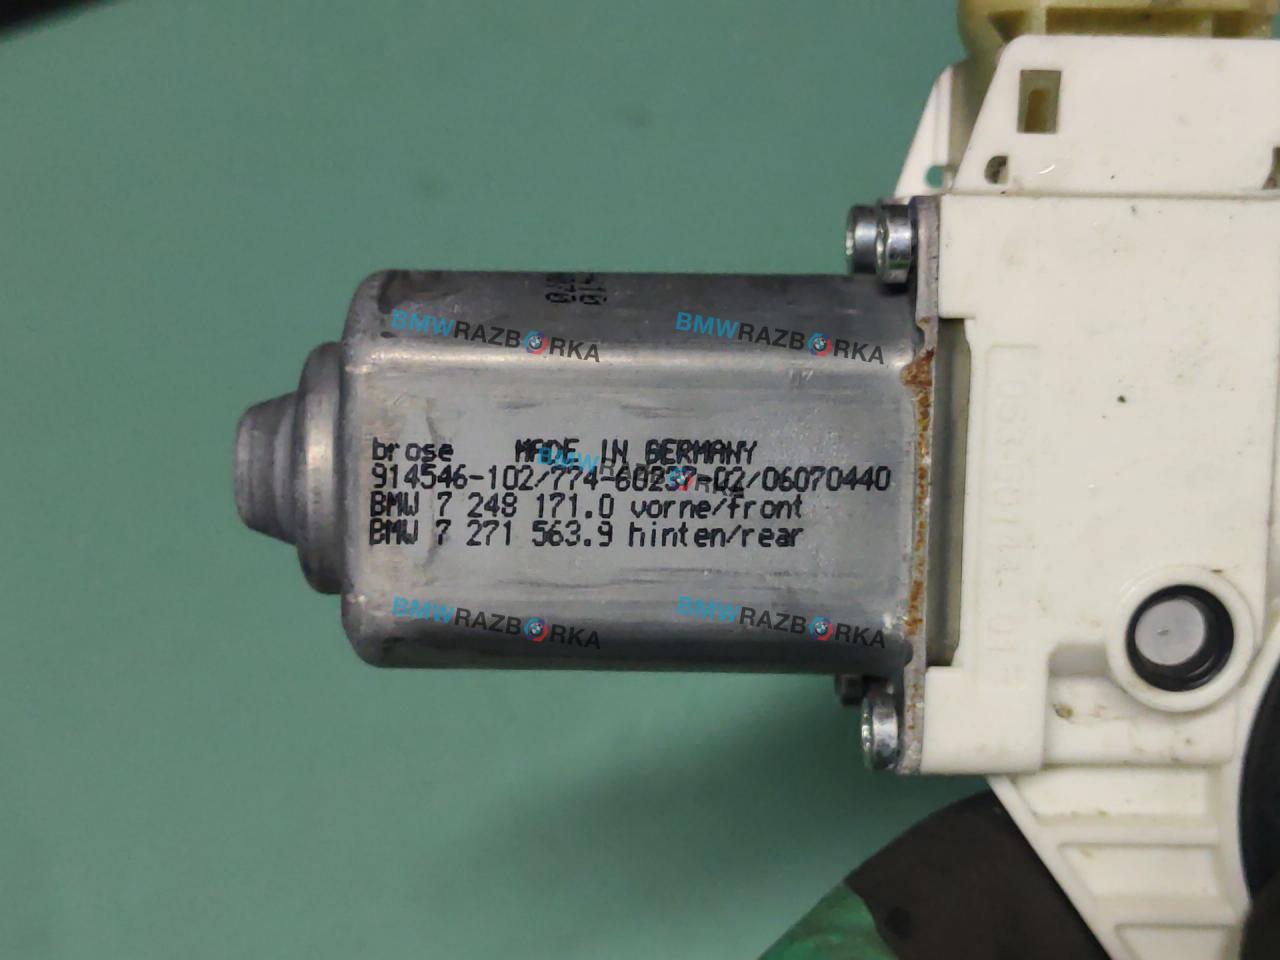 BMWRAZBORKA
BMWRAZBORKA
brose MADE IN GERMANY
BMWRAZBORKA
914546-102/774-60237-02/06070440
BMW 7 248 171.0 vorne/front
BMW 7 271 563.9 hinten/rear
BMWRAZBORKA
BMWRAZBORKA